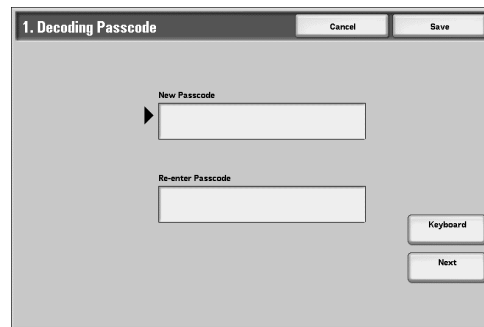 1. Decoding Passcode Cancel Save
New Passcode
Re-enter Passcode
Keyboard
Next